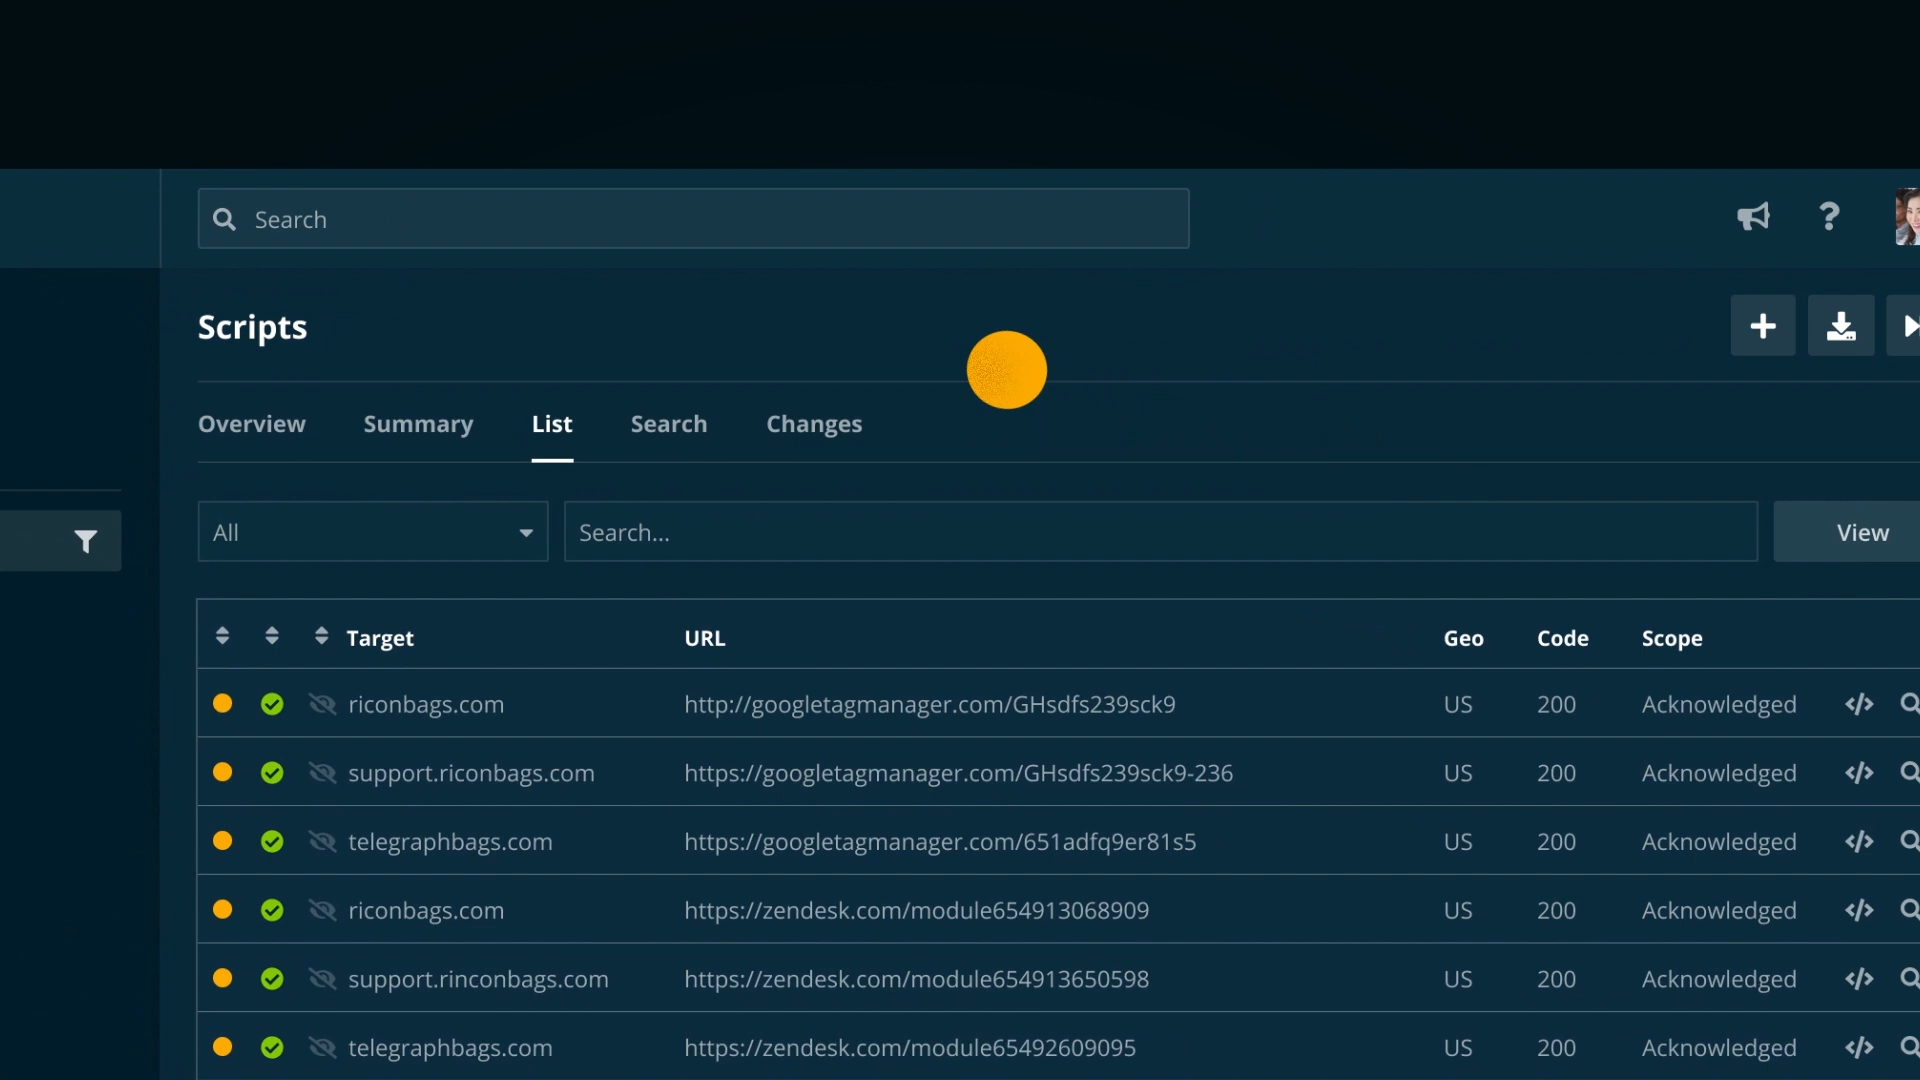 Search
Scripts
Overview Summary List Search Changes
All Search... View
Target URL Geo Code Scope
riconbags.com http://googletagmanager.com/GHsdfs239sck9 US 200 Acknowledged
support.riconbags.com https://googletagmanager.com/GHsdfs239sck9-236 US 200 Acknowledged
telegraphbags.com https://googletagmanager.com/651adfq9er81s5 US 200 Acknowledged
riconbags.com https://zendesk.com/module654913068909 US 200 Acknowledged
support.rinconbags.com https://zendesk.com/module654913650598 US 200 Acknowledged
telegraphbags.com https://zendesk.com/module65492609095 US 200 Acknowledged